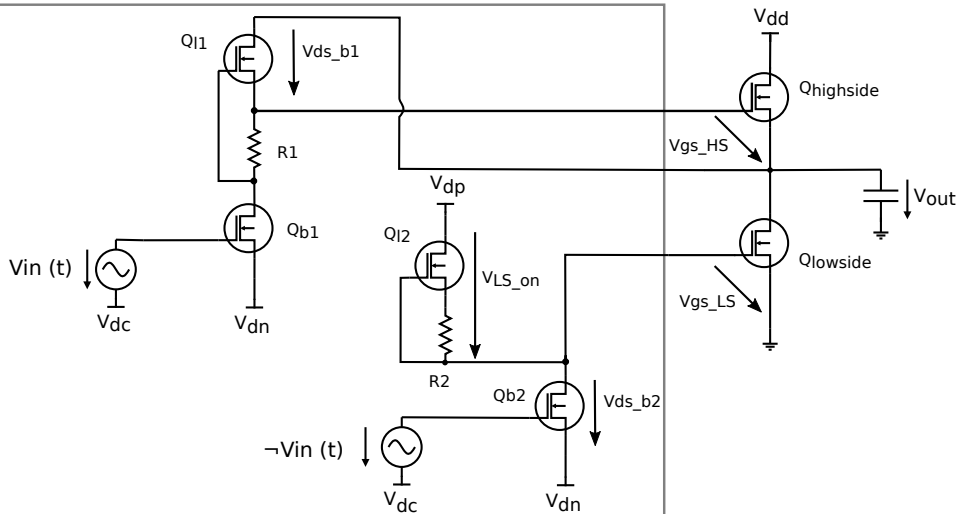 Vdd
Ql1
Vds_b1
Qhighside
R1
Vgs_HS
Vdp
Vout
Qb1
Ql2
Qlowside
Vin (t)
VLS_on
Vgs_LS
Vdc
Vdn
R2
Qb2
Vds_b2
¬Vin (t)
Vdc
Vdn